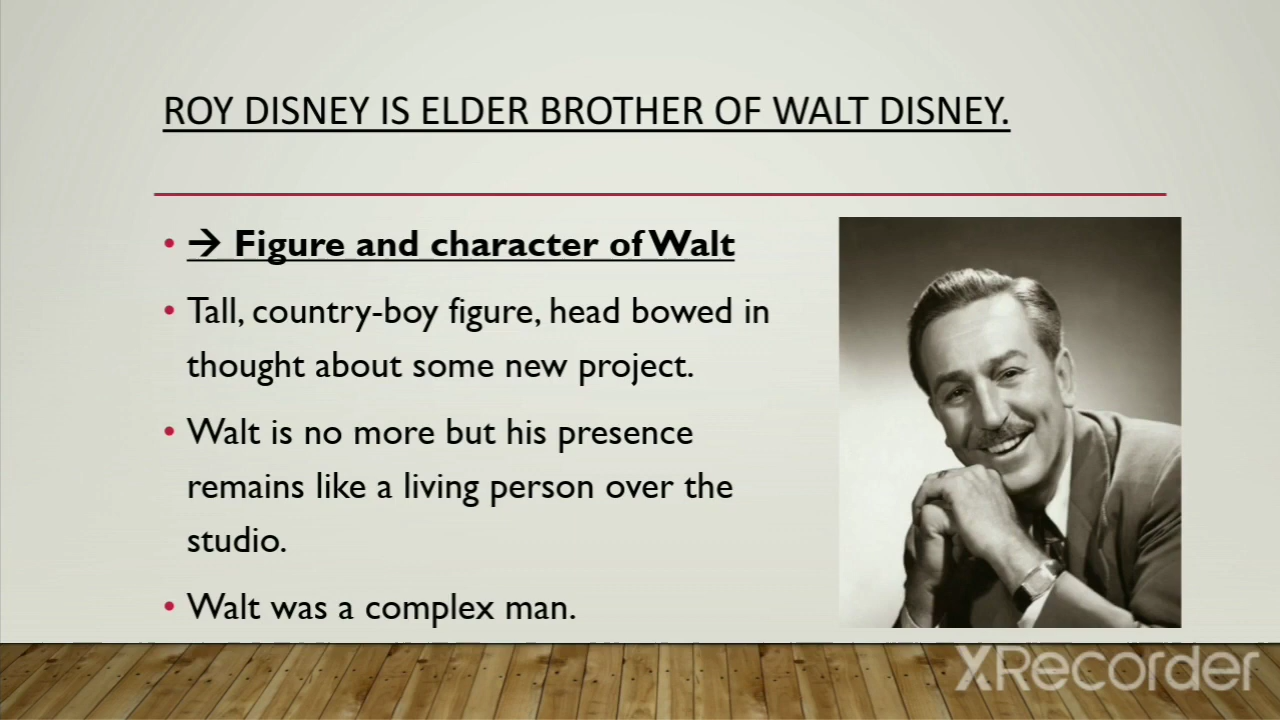 ROY DISNEY IS ELDER BROTHER OF WALT DISNEY.
• → Figure and character of Walt
• Tall, country-boy figure, head bowed in
thought about some new project.
• Walt is no more but his presence
remains like a living person over the
studio.
• Walt was a complex man.
XRecorder